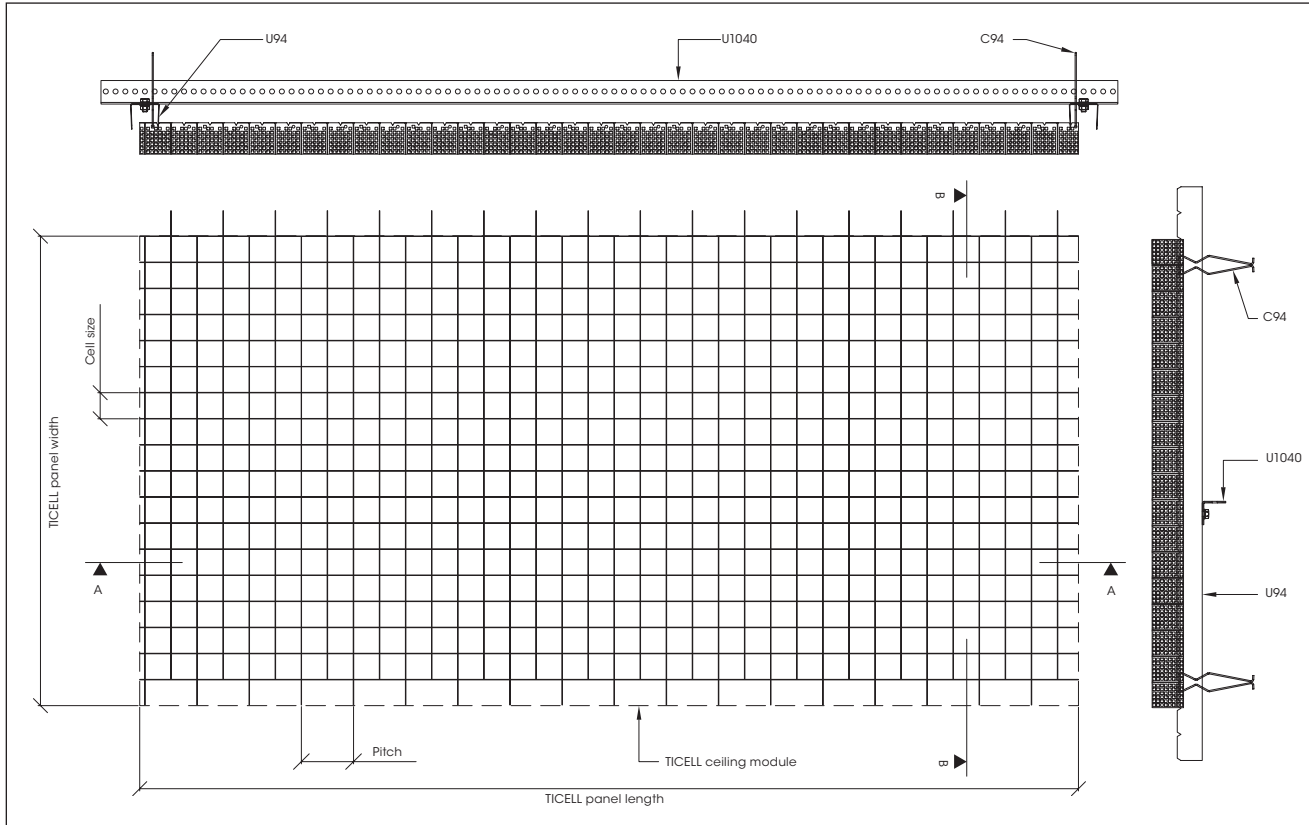 U94
U1040
C94
B
Cell size
C94
TICELL panel width
U1040
A
A
U94
Pitch
TICELL ceiling module
B
TICELL panel length